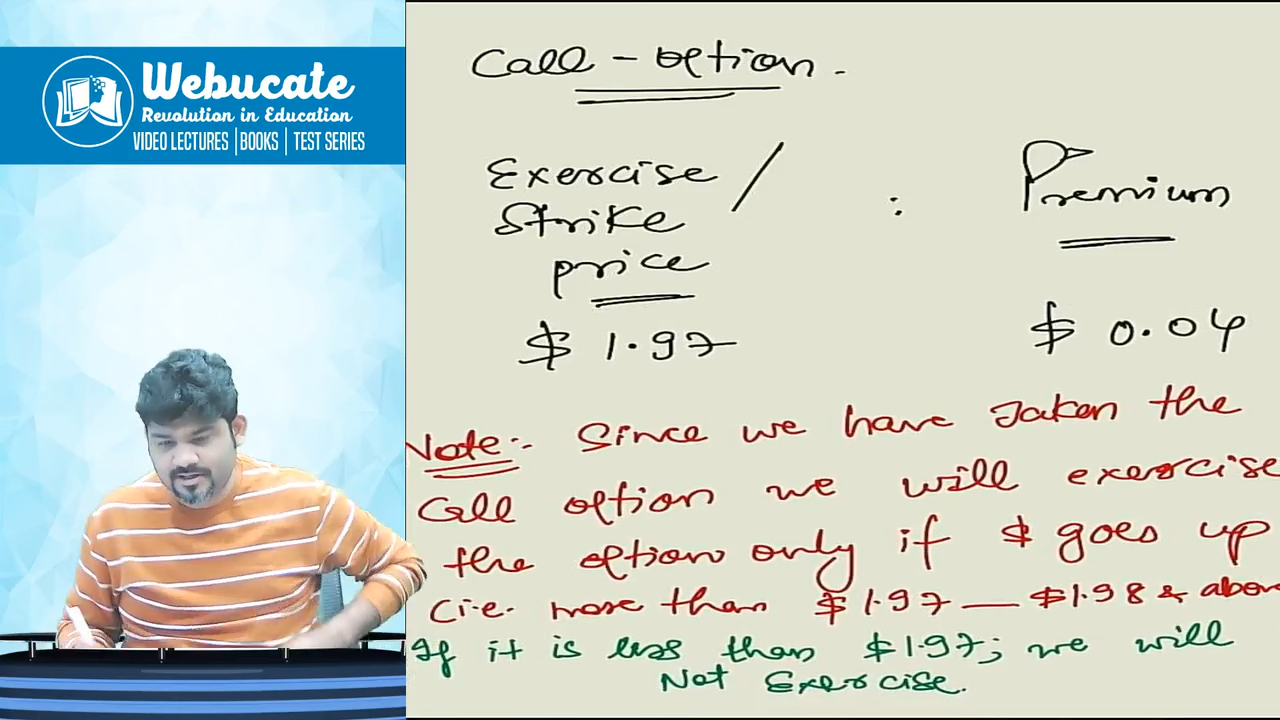 Webucate
Revolution in Education
VIDEO LECTURES | BOOKS | TEST SERIES
Call - option.
Exercise /
Strike
price
: Premium
$ 1.97
$ 0.04
Note:- Since we have Taken the
Call option we will exercise
the option only if $ goes up
(i.e. more than $1.97 — $1.98 & above
If it is less than $1.97; we will
Not Exercise.